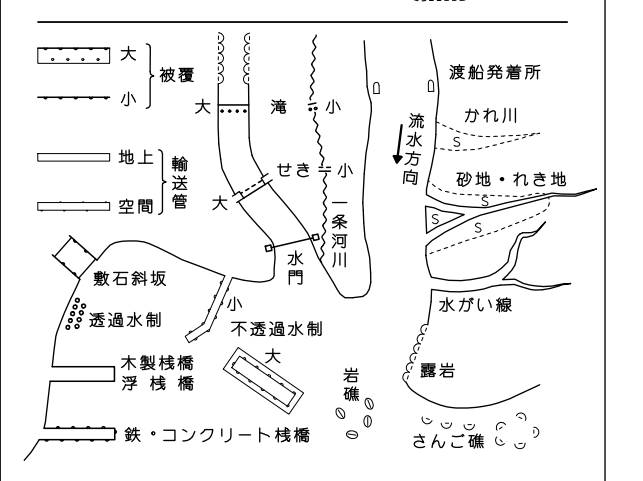 大
被覆
小
地上
輸送管
空間
大
滝
小
せき
小
大
一条河川
水門
渡船発着所
かれ川
流水方向
S
砂地・れき地
S
S
S
水がい線
敷石斜坂
透過水制
小
不透過水制
大
木製桟橋
浮桟橋
鉄・コンクリート桟橋
岩礁
露岩
さんご礁